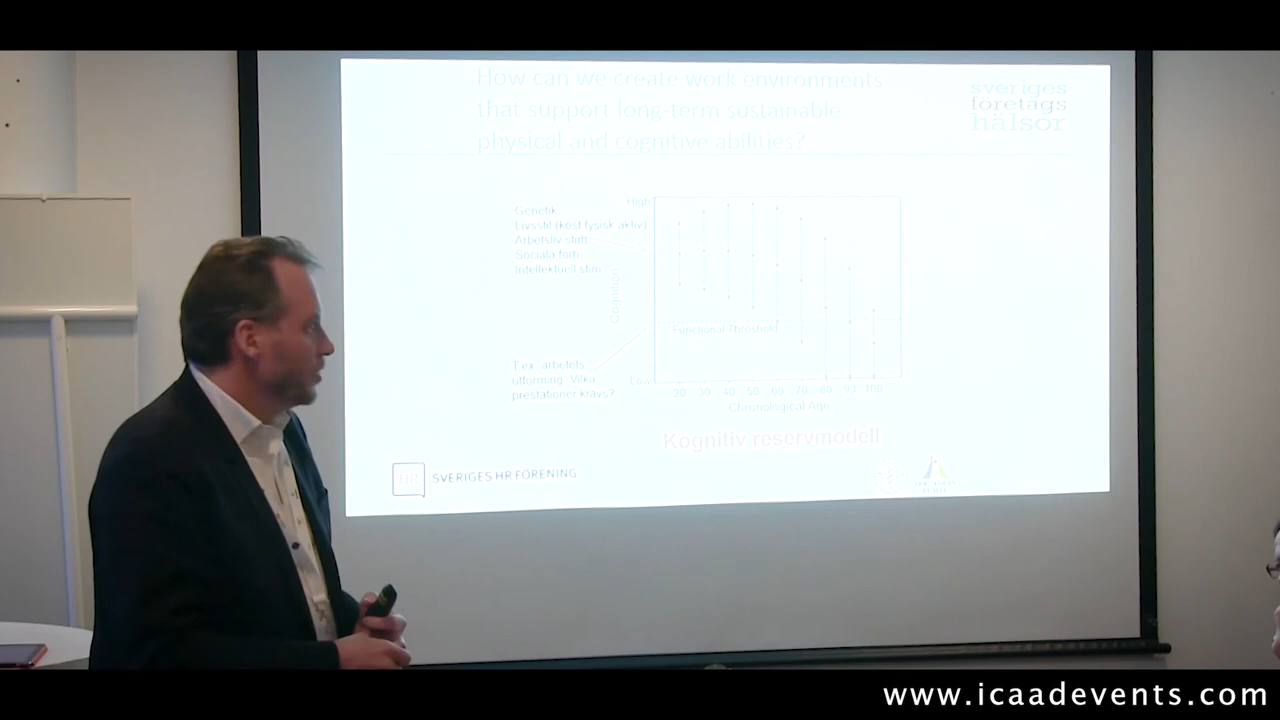 How can we create work environments
that support long-term sustainable
physical and cognitive abilities?
sveriges
företags
hälsor
Genetik
Livsstil (kost fysisk aktiv)
Arbetsliv stim
Sociala förh.
Intellektuell stim
High
Cognition
Functional Threshold
T.ex. arbetets
utformning. Vilka
prestationer krävs?
Low
20 30 40 50 60 70 80 90 100
Chronological Age
Kognitiv reservmodell
HR
SVERIGES HR FÖRENING
www.icaadevents.com